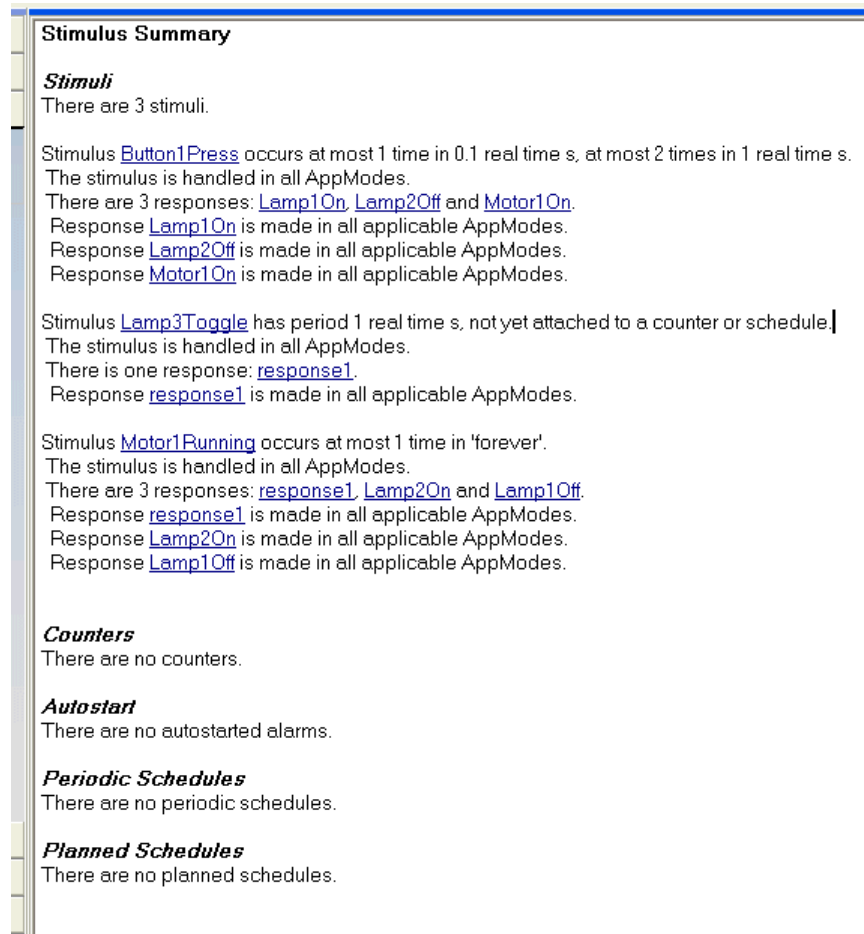 Stimulus Summary
Stimuli
There are 3 stimuli.
Stimulus Button1Press occurs at most 1 time in 0.1 real time s, at most 2 times in 1 real time s.
The stimulus is handled in all AppModes.
There are 3 responses: Lamp1On, Lamp2Off and Motor1On.
Response Lamp1On is made in all applicable AppModes.
Response Lamp2Off is made in all applicable AppModes.
Response Motor1On is made in all applicable AppModes.
Stimulus Lamp3Toggle has period 1 real time s, not yet attached to a counter or schedule.
The stimulus is handled in all AppModes.
There is one response: response1.
Response response1 is made in all applicable AppModes.
Stimulus Motor1Running occurs at most 1 time in 'forever'.
The stimulus is handled in all AppModes.
There are 3 responses: response1, Lamp2On and Lamp1Off.
Response response1 is made in all applicable AppModes.
Response Lamp2On is made in all applicable AppModes.
Response Lamp1Off is made in all applicable AppModes.
Counters
There are no counters.
Autostart
There are no autostarted alarms.
Periodic Schedules
There are no periodic schedules.
Planned Schedules
There are no planned schedules.